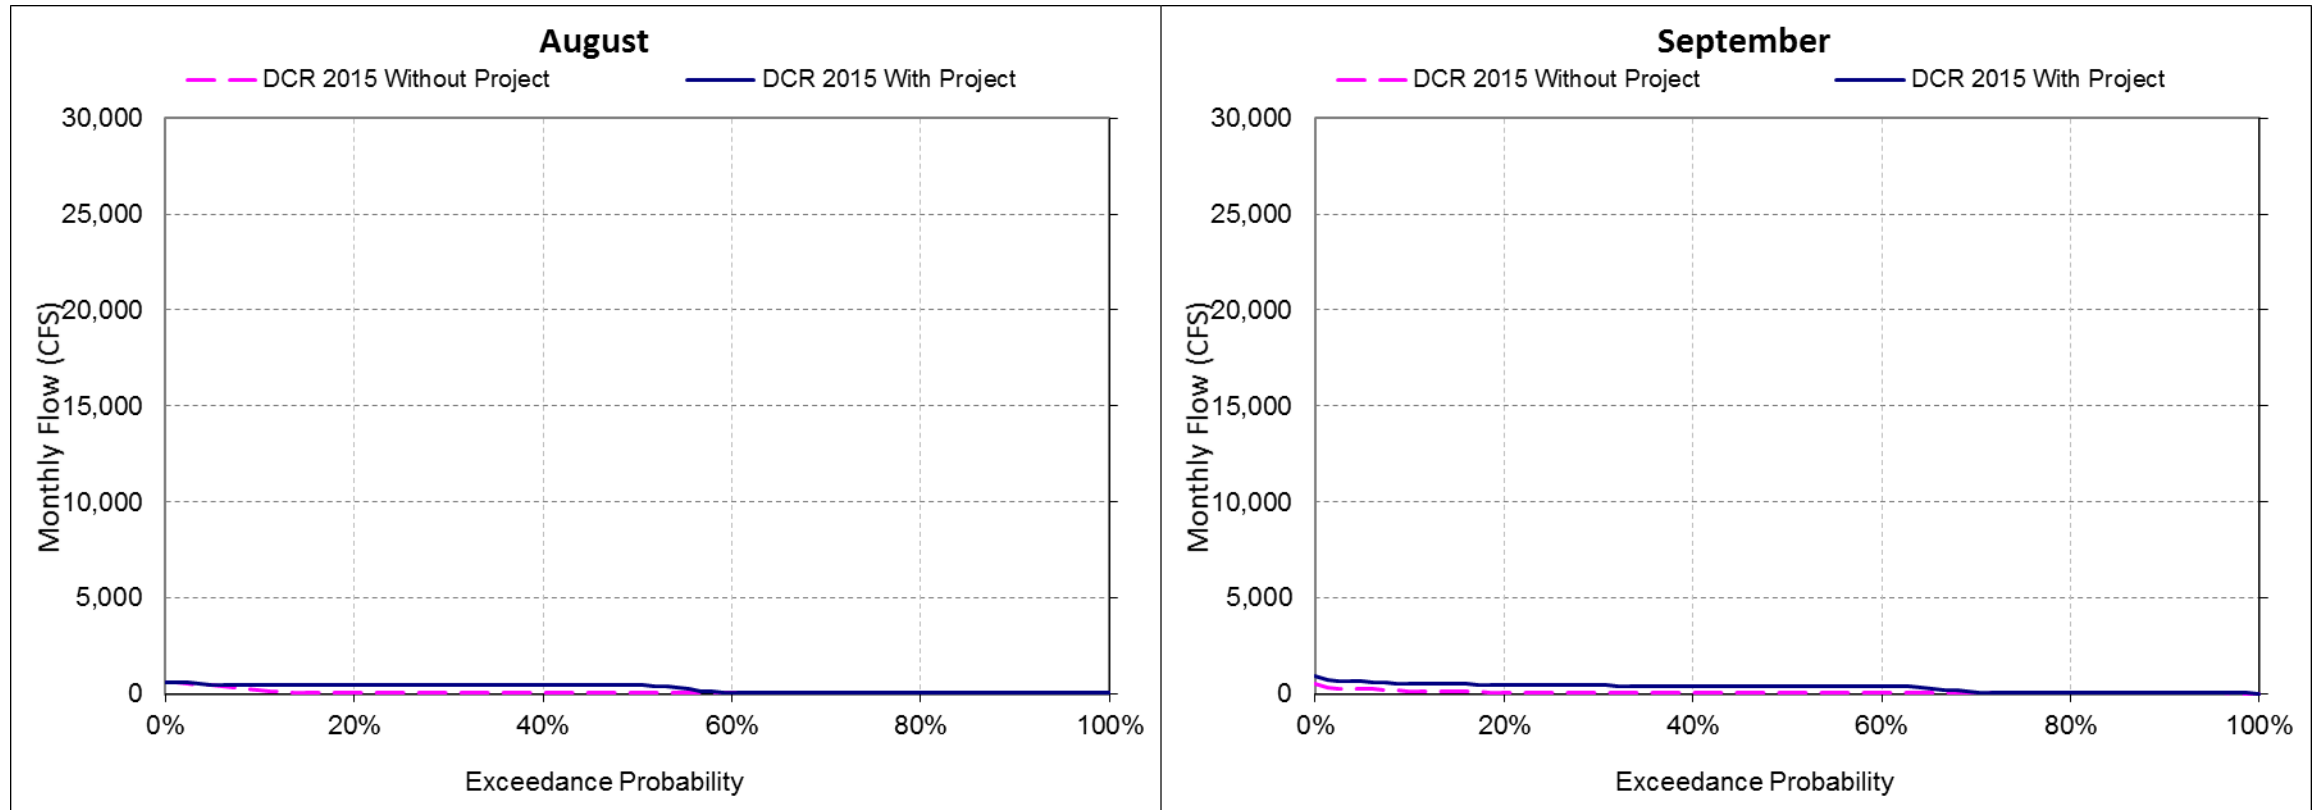 August
DCR 2015 Without Project DCR 2015 With Project
30,000
25,000
20,000
15,000
10,000
5,000
0
0% 20% 40% 60% 80% 100%
Monthly Flow (CFS)
Exceedance Probability
September
DCR 2015 Without Project DCR 2015 With Project
30,000
25,000
20,000
15,000
10,000
5,000
0
0% 20% 40% 60% 80% 100%
Monthly Flow (CFS)
Exceedance Probability